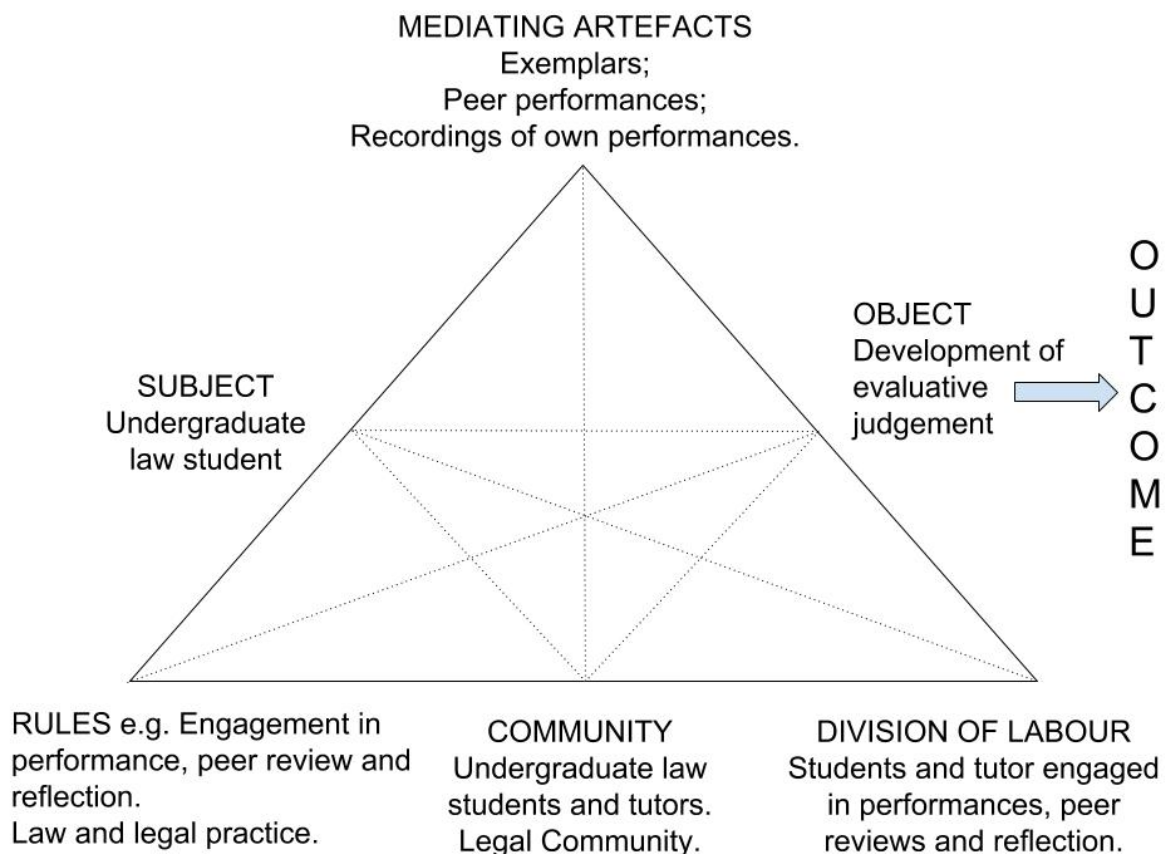 MEDIATING ARTEFACTS
Exemplars;
Peer performances;
Recordings of own performances.
SUBJECT
Undergraduate
law student
OBJECT
Development of
evaluative
judgement
O
U
T
C
O
M
E
RULES e.g. Engagement in
performance, peer review and
reflection.
Law and legal practice.
COMMUNITY
Undergraduate law
students and tutors.
Legal Community.
DIVISION OF LABOUR
Students and tutor engaged
in performances, peer
reviews and reflection.